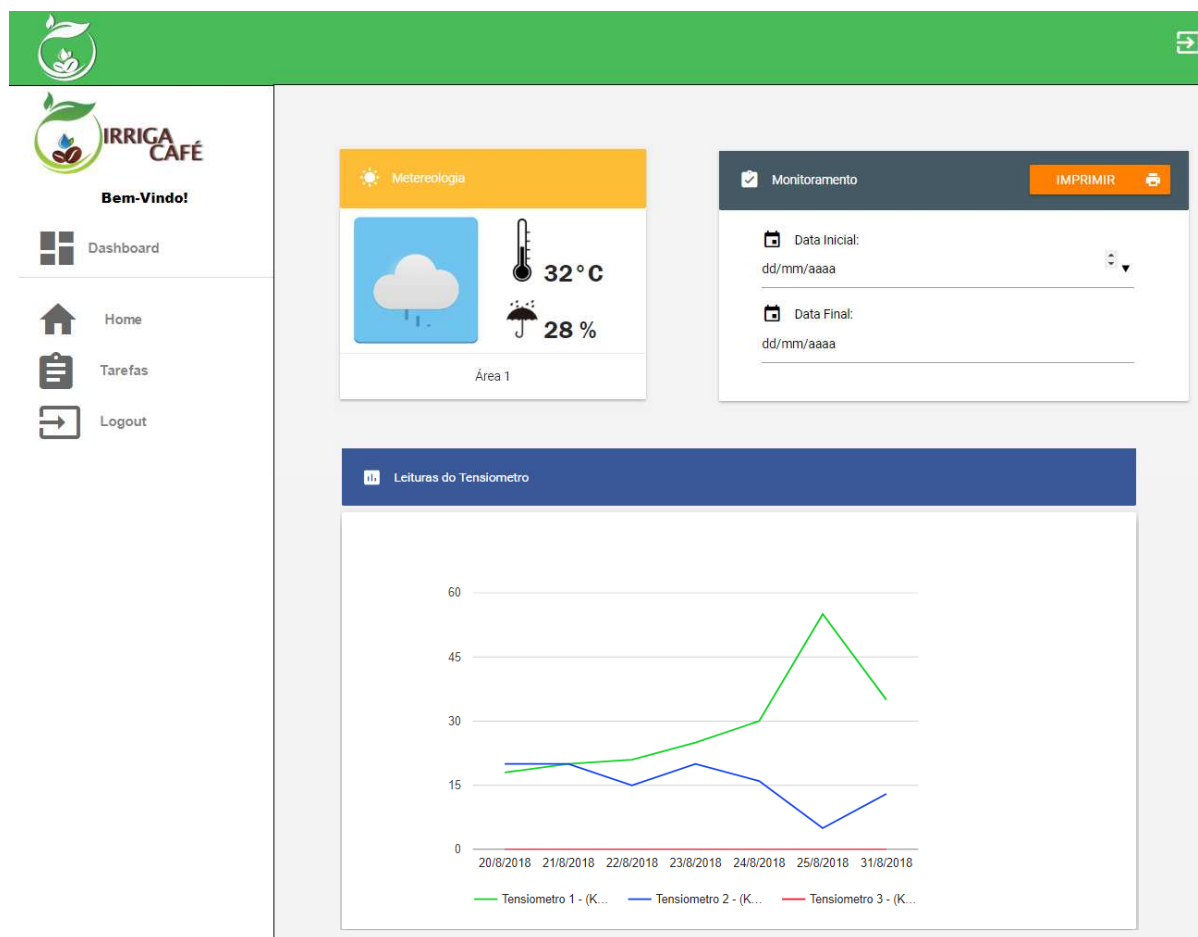 IRRIGA
CAFÉ
Bem-Vindo!
Dashboard
Home
Tarefas
Logout
Metereologia
32°C
28 %
Área 1
Monitoramento
IMPRIMIR
Data Inicial:
dd/mm/aaaa
Data Final:
dd/mm/aaaa
Leituras do Tensiometro
60
45
30
15
0
20/8/2018 21/8/2018 22/8/2018 23/8/2018 24/8/2018 25/8/2018 31/8/2018
Tensiometro 1 - (K... Tensiometro 2 - (K... Tensiometro 3 - (K...